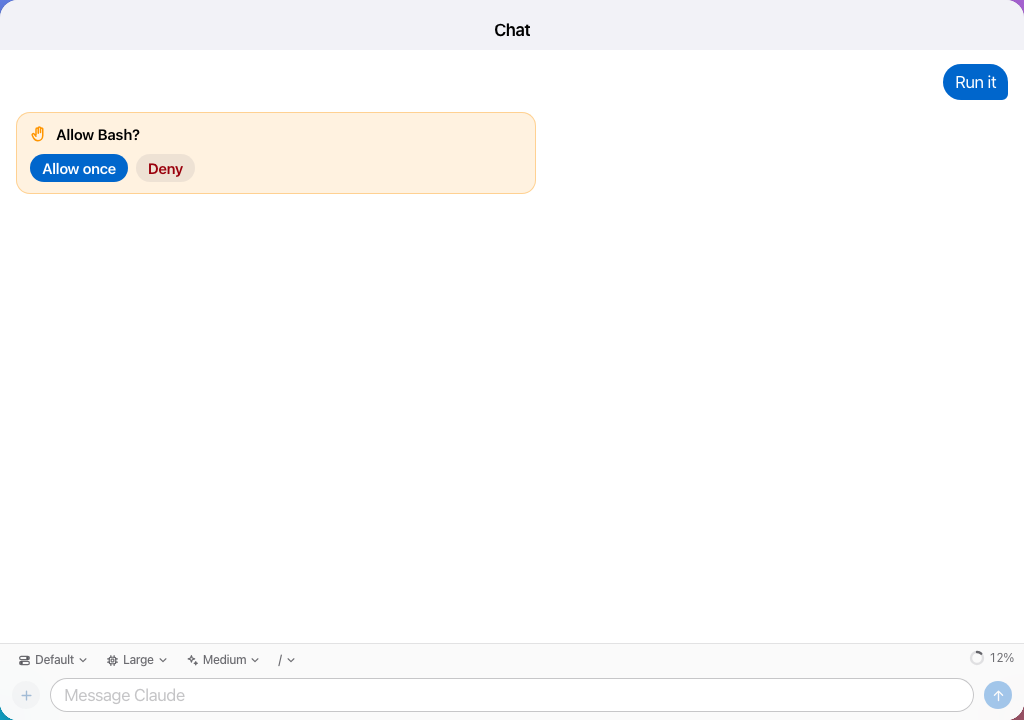 Chat
Run it
Allow Bash?
Allow once
Deny
Default
Large
Medium
/
12%
Message Claude